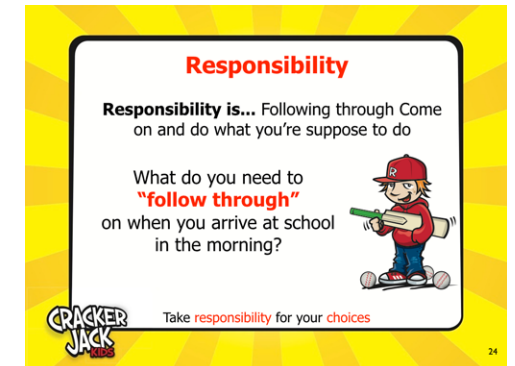 Responsibility
Responsibility is... Following through Come
on and do what you're suppose to do
What do you need to
"follow through"
on when you arrive at school
in the morning?
R
Take responsibility for your choices
CRACKER
JACK
KIDS
24